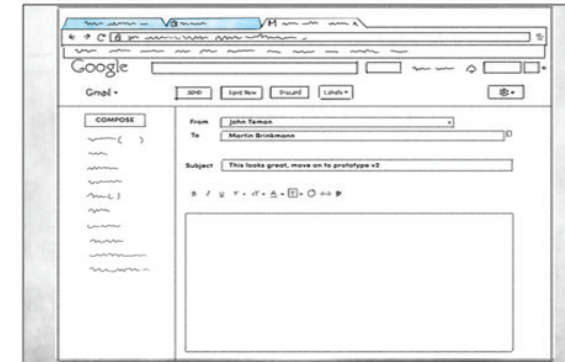 Google
Gmail
SEND Save Now Discard Labels
COMPOSE
From John Teman
To Martin Brinkmann
Subject This looks great, move on to prototype v2
B I U T